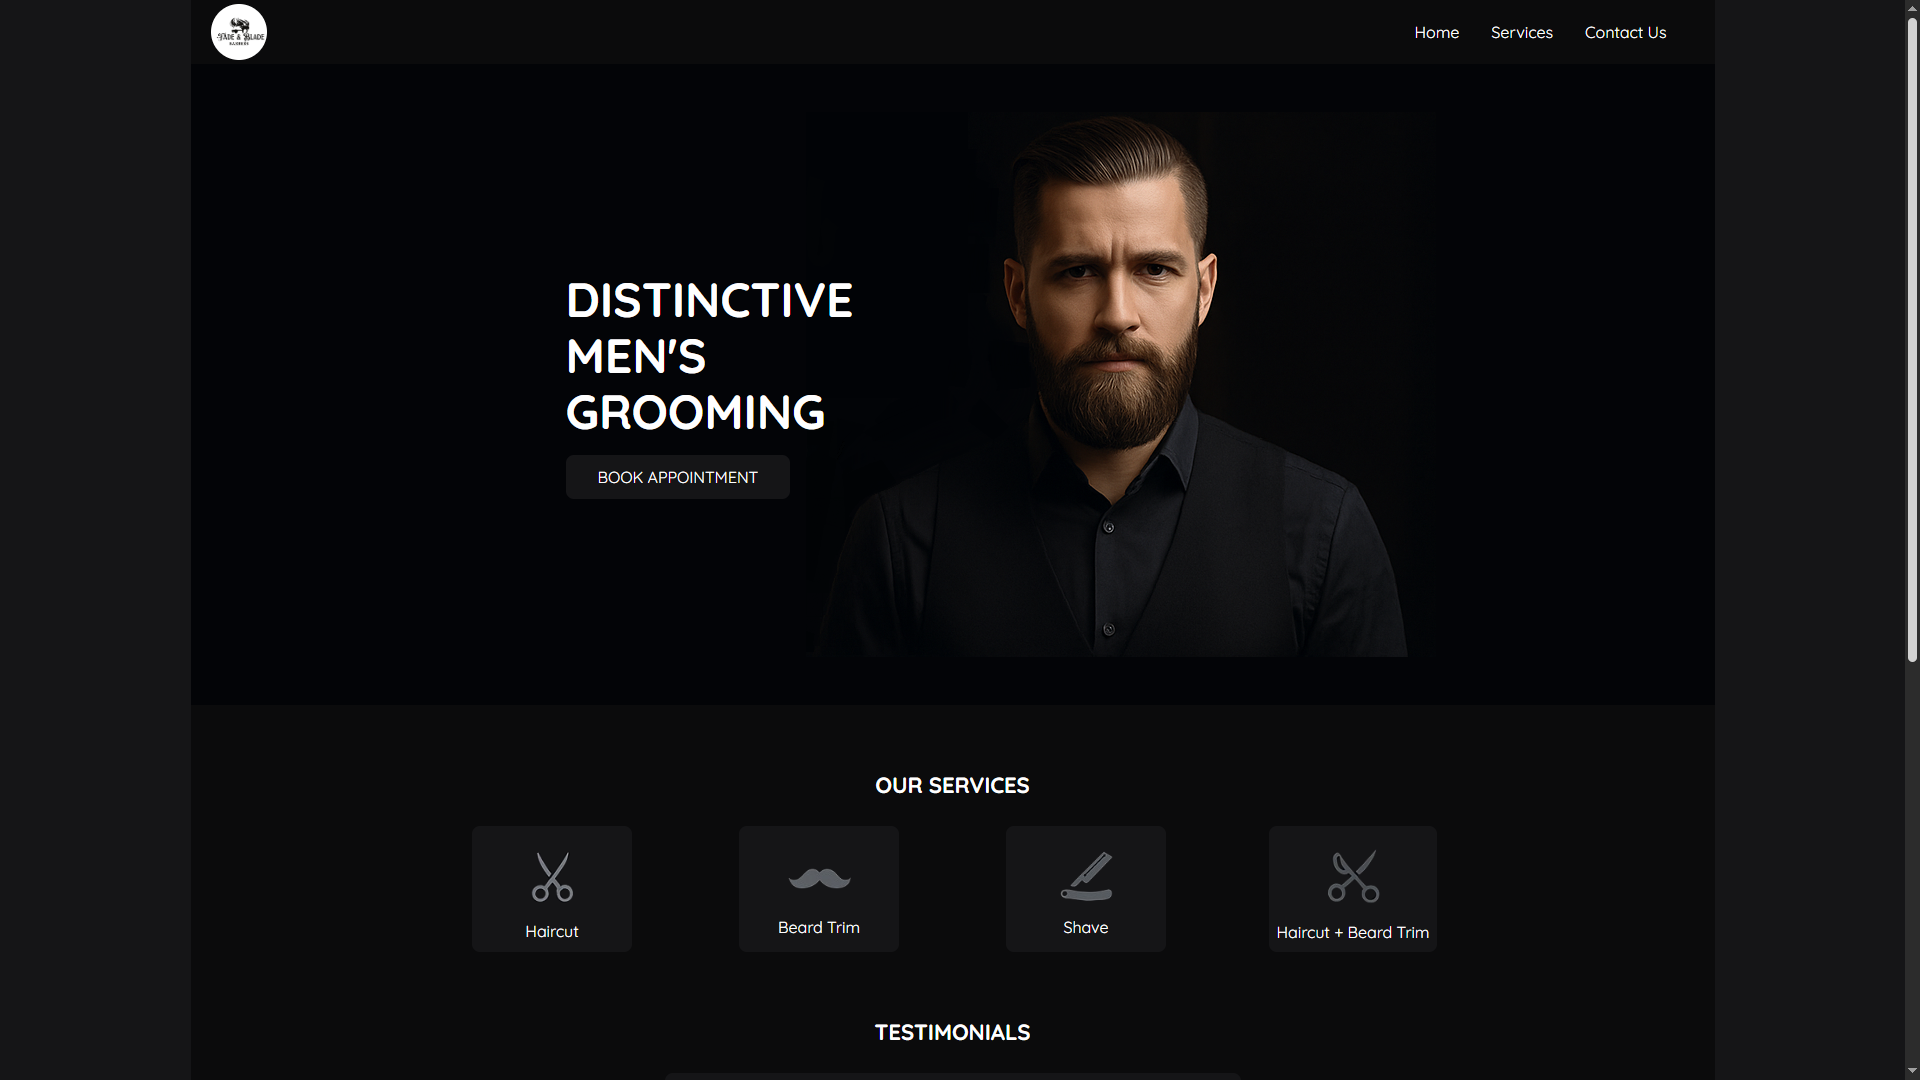 FADE & BLADE
BARBERS
Home
Services
Contact Us
DISTINCTIVE
MEN'S
GROOMING
BOOK APPOINTMENT
OUR SERVICES
Haircut
Beard Trim
Shave
Haircut + Beard Trim
TESTIMONIALS